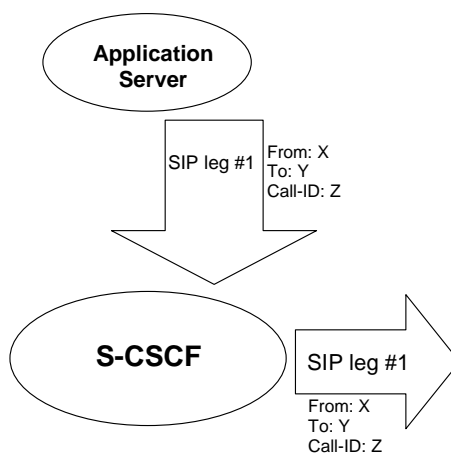 Application
Server
SIP leg #1
From: X
To: Y
Call-ID: Z
S-CSCF
SIP leg #1
From: X
To: Y
Call-ID: Z